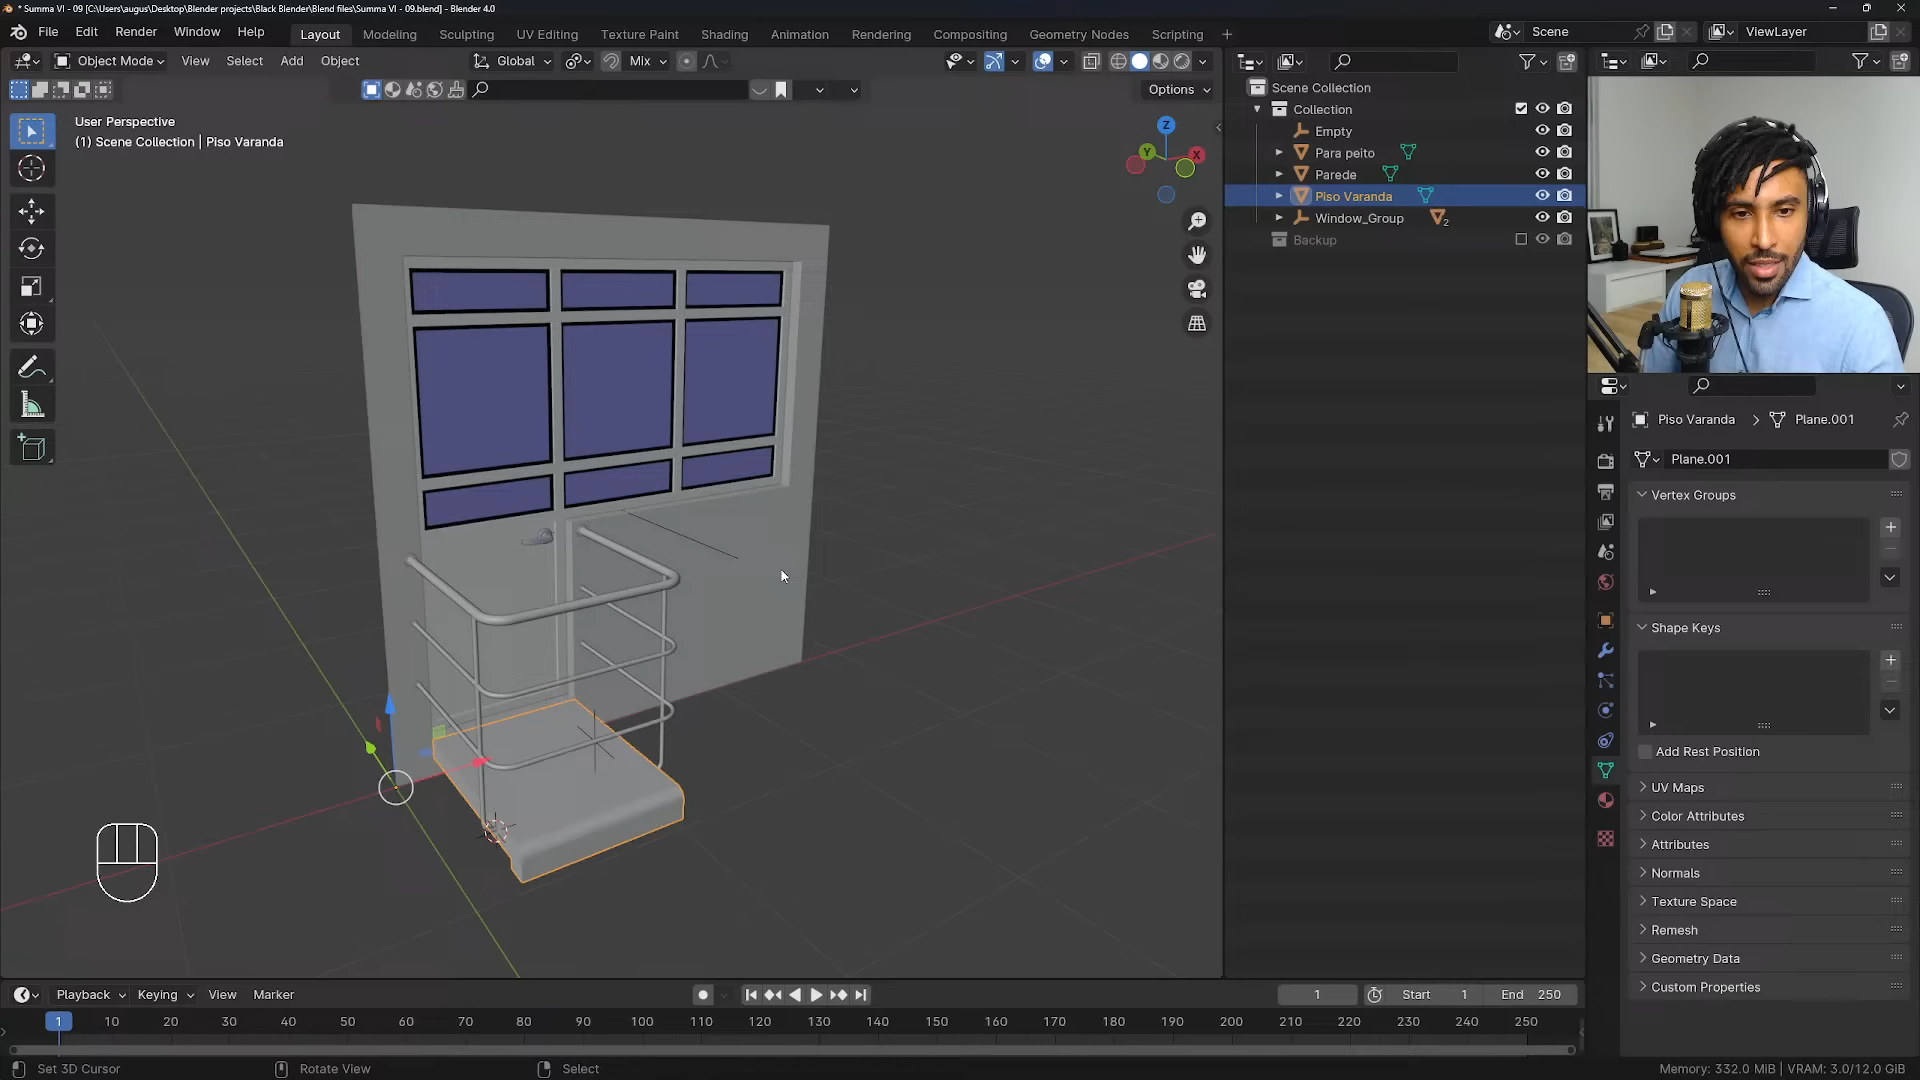 * Summa VI - 09 [C:\Users\augus\Desktop\Blender projects\Black Blender\Blend files\Summa VI - 09.blend] - Blender 4.0
File Edit Render Window Help Layout Modeling Sculpting UV Editing Texture Paint Shading Animation Rendering Compositing Geometry Nodes Scripting + Scene ViewLayer
Object Mode View Select Add Object Global Mix
Options
User Perspective
(1) Scene Collection | Piso Varanda
Z
Y
X
Scene Collection
Collection
Empty
Para peito
Parede
Piso Varanda
Window_Group 2
Backup
Piso Varanda > Plane.001
Plane.001
Vertex Groups
Shape Keys
Add Rest Position
UV Maps
Color Attributes
Attributes
Normals
Texture Space
Remesh
Geometry Data
Custom Properties
Playback Keying View Marker 1 Start 1 End 250
1 10 20 30 40 50 60 70 80 90 100 110 120 130 140 150 160 170 180 190 200 210 220 230 240 250
Set 3D Cursor Rotate View Select Memory: 332.0 MiB | VRAM: 3.0/12.0 GiB